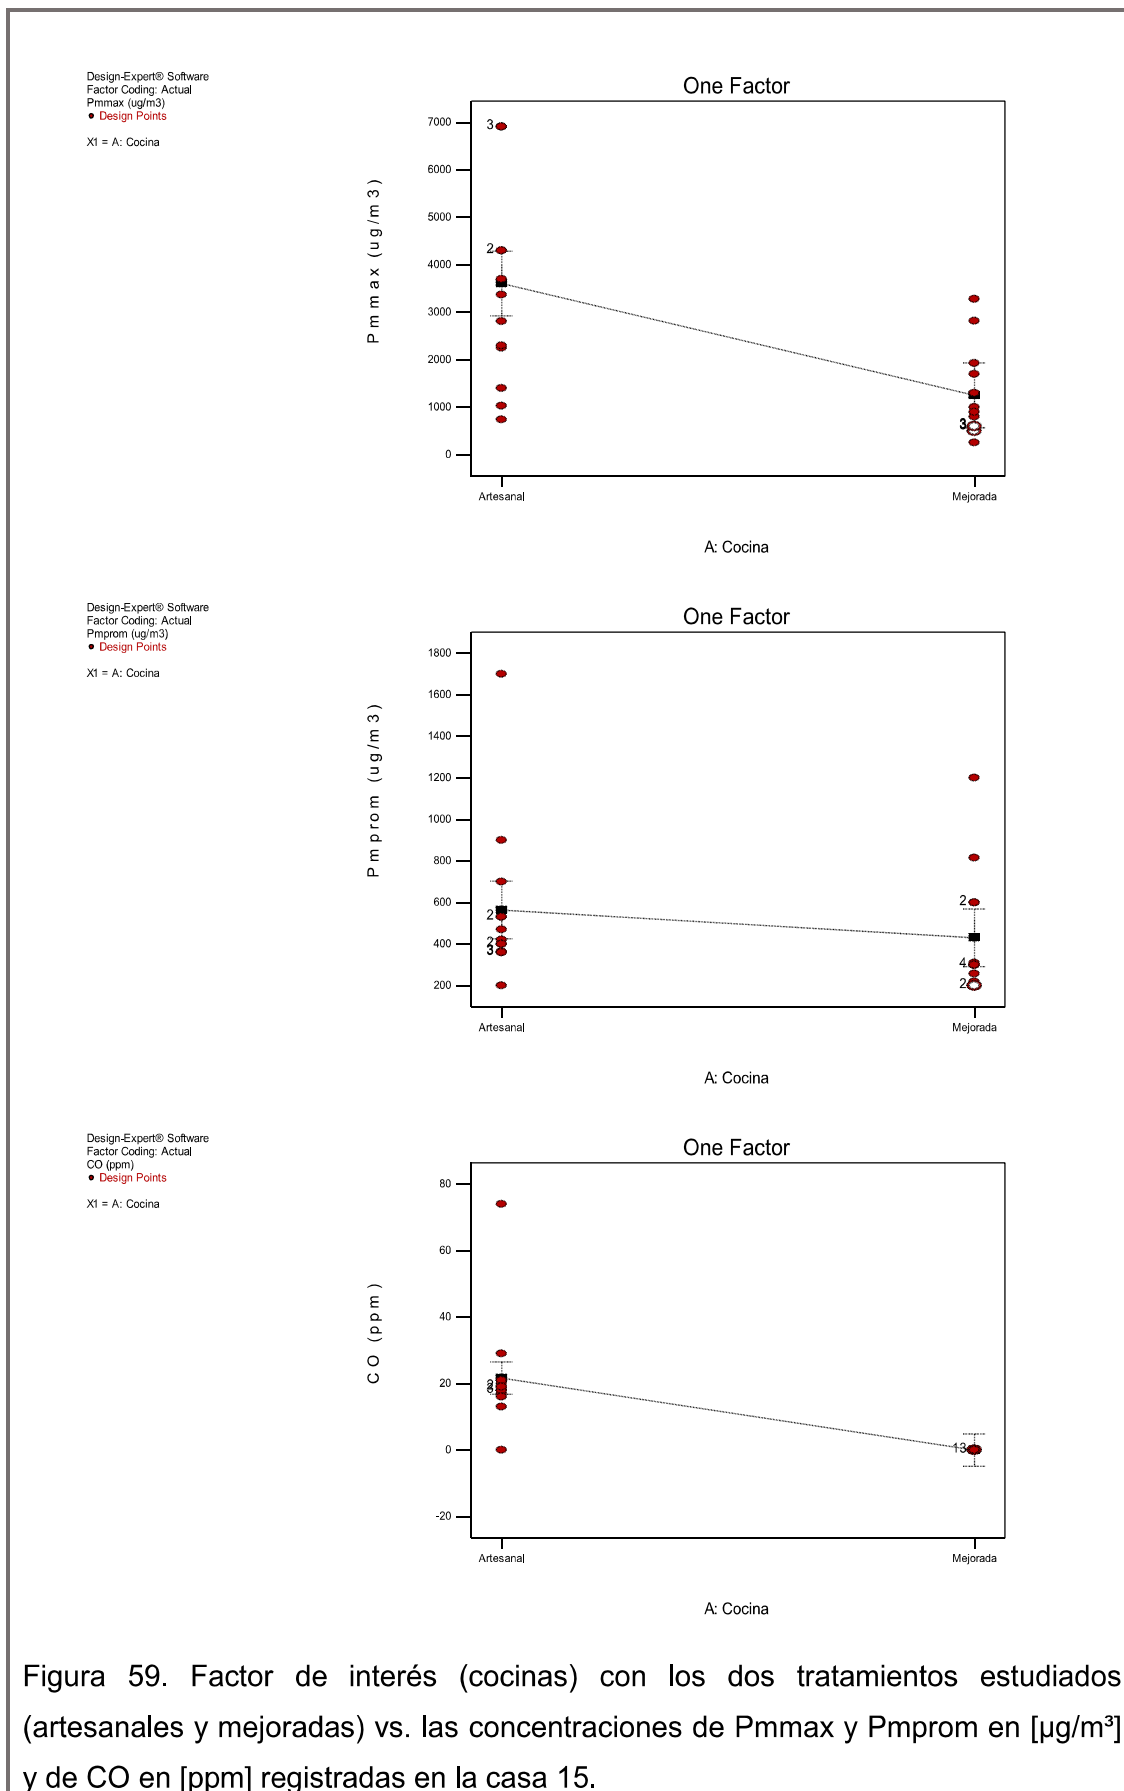 Design-Expert® Software
Factor Coding: Actual
Pmmax (ug/m3)
Design Points
X1 = A: Cocina
One Factor
Pmmax (ug/m3)
7000
6000
5000
4000
3000
2000
1000
0
3
2
3
Artesanal
Mejorada
A: Cocina
Design-Expert® Software
Factor Coding: Actual
Pmprom (ug/m3)
Design Points
X1 = A: Cocina
One Factor
Pmprom (ug/m3)
1800
1600
1400
1200
1000
800
600
400
200
2
2
3
2
4
2
Artesanal
Mejorada
A: Cocina
Design-Expert® Software
Factor Coding: Actual
CO (ppm)
Design Points
X1 = A: Cocina
One Factor
CO (ppm)
80
60
40
20
0
-20
13
Artesanal
Mejorada
A: Cocina
Figura 59. Factor de interés (cocinas) con los dos tratamientos estudiados
(artesanales y mejoradas) vs. las concentraciones de Pmmax y Pmprom en [µg/m³]
y de CO en [ppm] registradas en la casa 15.